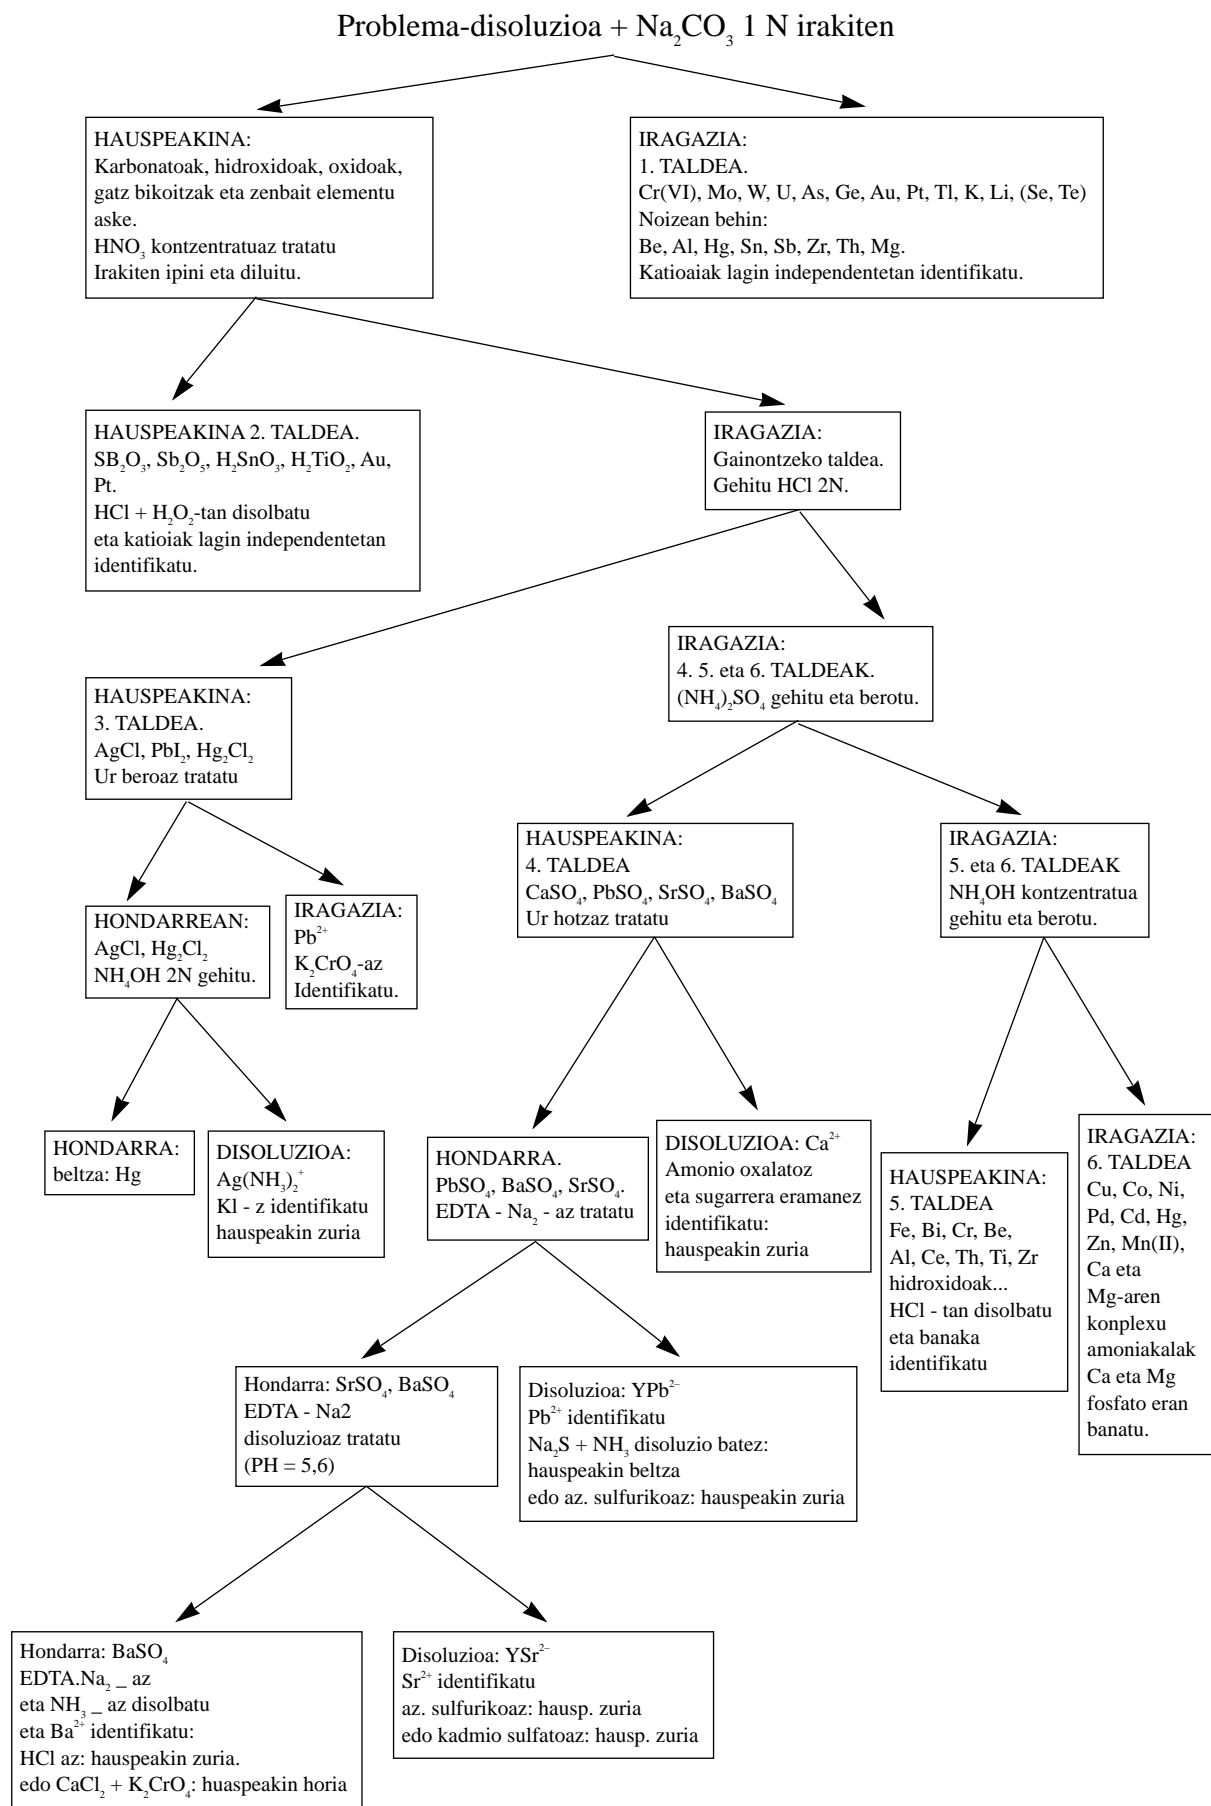 Problema-disoluzioa + Na₂CO₃ 1 N irakiten
HAUSPEAKINA:
Karbonatoak, hidroxidoak, oxidoak,
gatz bikoitzak eta zenbait elementu
aske.
HNO₃ kontzentratuaz tratatu
Irakiten ipini eta diluitu.
IRAGAZIA:
1. TALDEA.
Cr(VI), Mo, W, U, As, Ge, Au, Pt, Tl, K, Li, (Se, Te)
Noizean behin:
Be, Al, Hg, Sn, Sb, Zr, Th, Mg.
Katioaiak lagin independentetan identifikatu.
HAUSPEAKINA 2. TALDEA.
SB₂O₃, Sb₂O₅, H₂SnO₃, H₂TiO₂, Au,
Pt.
HCl + H₂O₂-tan disolbatu
eta katioiak lagin independentetan
identifikatu.
IRAGAZIA:
Gainontzeko taldea.
Gehitu HCl 2N.
HAUSPEAKINA:
3. TALDEA.
AgCl, PbI₂, Hg₂Cl₂
Ur beroaz tratatu
IRAGAZIA:
4. 5. eta 6. TALDEAK.
(NH₄)₂SO₄ gehitu eta berotu.
HONDARREAN:
AgCl, Hg₂Cl₂
NH₄OH 2N gehitu.
IRAGAZIA:
Pb²⁺
K₂CrO₄-az
Identifikatu.
HAUSPEAKINA:
4. TALDEA
CaSO₄, PbSO₄, SrSO₄, BaSO₄
Ur hotzaz tratatu
IRAGAZIA:
5. eta 6. TALDEAK
NH₄OH kontzentratua
gehitu eta berotu.
HONDARRA:
beltza: Hg
DISOLUZIOA:
Ag(NH₃)₂⁺
Kl - z identifikatu
hauspeakin zuria
HONDARRA.
PbSO₄, BaSO₄, SrSO₄.
EDTA - Na₂ - az tratatu
DISOLUZIOA: Ca²⁺
Amonio oxalatoz
eta sugarrera eramanez
identifikatu:
hauspeakin zuria
HAUSPEAKINA:
5. TALDEA
Fe, Bi, Cr, Be,
Al, Ce, Th, Ti, Zr
hidroxidoak...
HCl - tan disolbatu
eta banaka
identifikatu
IRAGAZIA:
6. TALDEA
Cu, Co, Ni,
Pd, Cd, Hg,
Zn, Mn(II),
Ca eta
Mg-aren
konplexu
amoniakalak
Ca eta Mg
fosfato eran
banatu.
Hondarra: SrSO₄, BaSO₄
EDTA - Na2
disoluzioaz tratatu
(PH = 5,6)
Disoluzioa: YPb²⁻
Pb²⁺ identifikatu
Na₂S + NH₃ disoluzio batez:
hauspeakin beltza
edo az. sulfurikoaz: hauspeakin zuria
Hondarra: BaSO₄
EDTA.Na₂ _ az
eta NH₃ _ az disolbatu
eta Ba²⁺ identifikatu:
HCl az: hauspeakin zuria.
edo CaCl₂ + K₂CrO₄: huaspeakin horia
Disoluzioa: YSr²⁻
Sr²⁺ identifikatu
az. sulfurikoaz: hausp. zuria
edo kadmio sulfatoaz: hausp. zuria